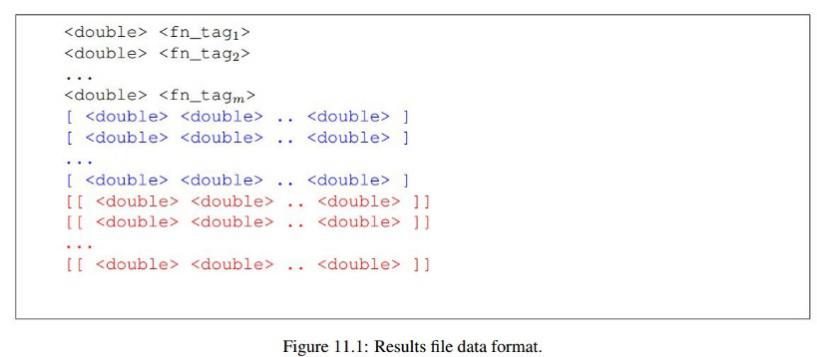 <double> <fn_tag₁>
<double> <fn_tag₂>
...
<double> <fn_tagₘ>
[ <double> <double> .. <double> ]
[ <double> <double> .. <double> ]
...
[ <double> <double> .. <double> ]
[[ <double> <double> .. <double> ]]
[[ <double> <double> .. <double> ]]
...
[[ <double> <double> .. <double> ]]
Figure 11.1: Results file data format.